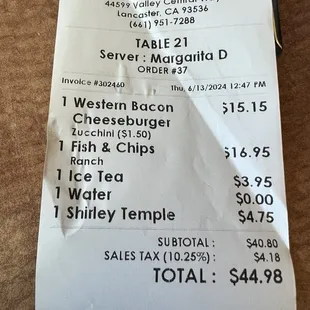 44599 Valley Central
Lancaster, CA 93536
(661) 951-7288
TABLE 21
Server : Margarita D
ORDER #37
Invoice #302460 Thu, 6/13/2024 12:47 PM
1 Western Bacon $15.15
Cheeseburger
Zucchini ($1.50)
1 Fish & Chips $16.95
Ranch
1 Ice Tea $3.95
1 Water $0.00
1 Shirley Temple $4.75
SUBTOTAL : $40.80
SALES TAX (10.25%) : $4.18
TOTAL : $44.98